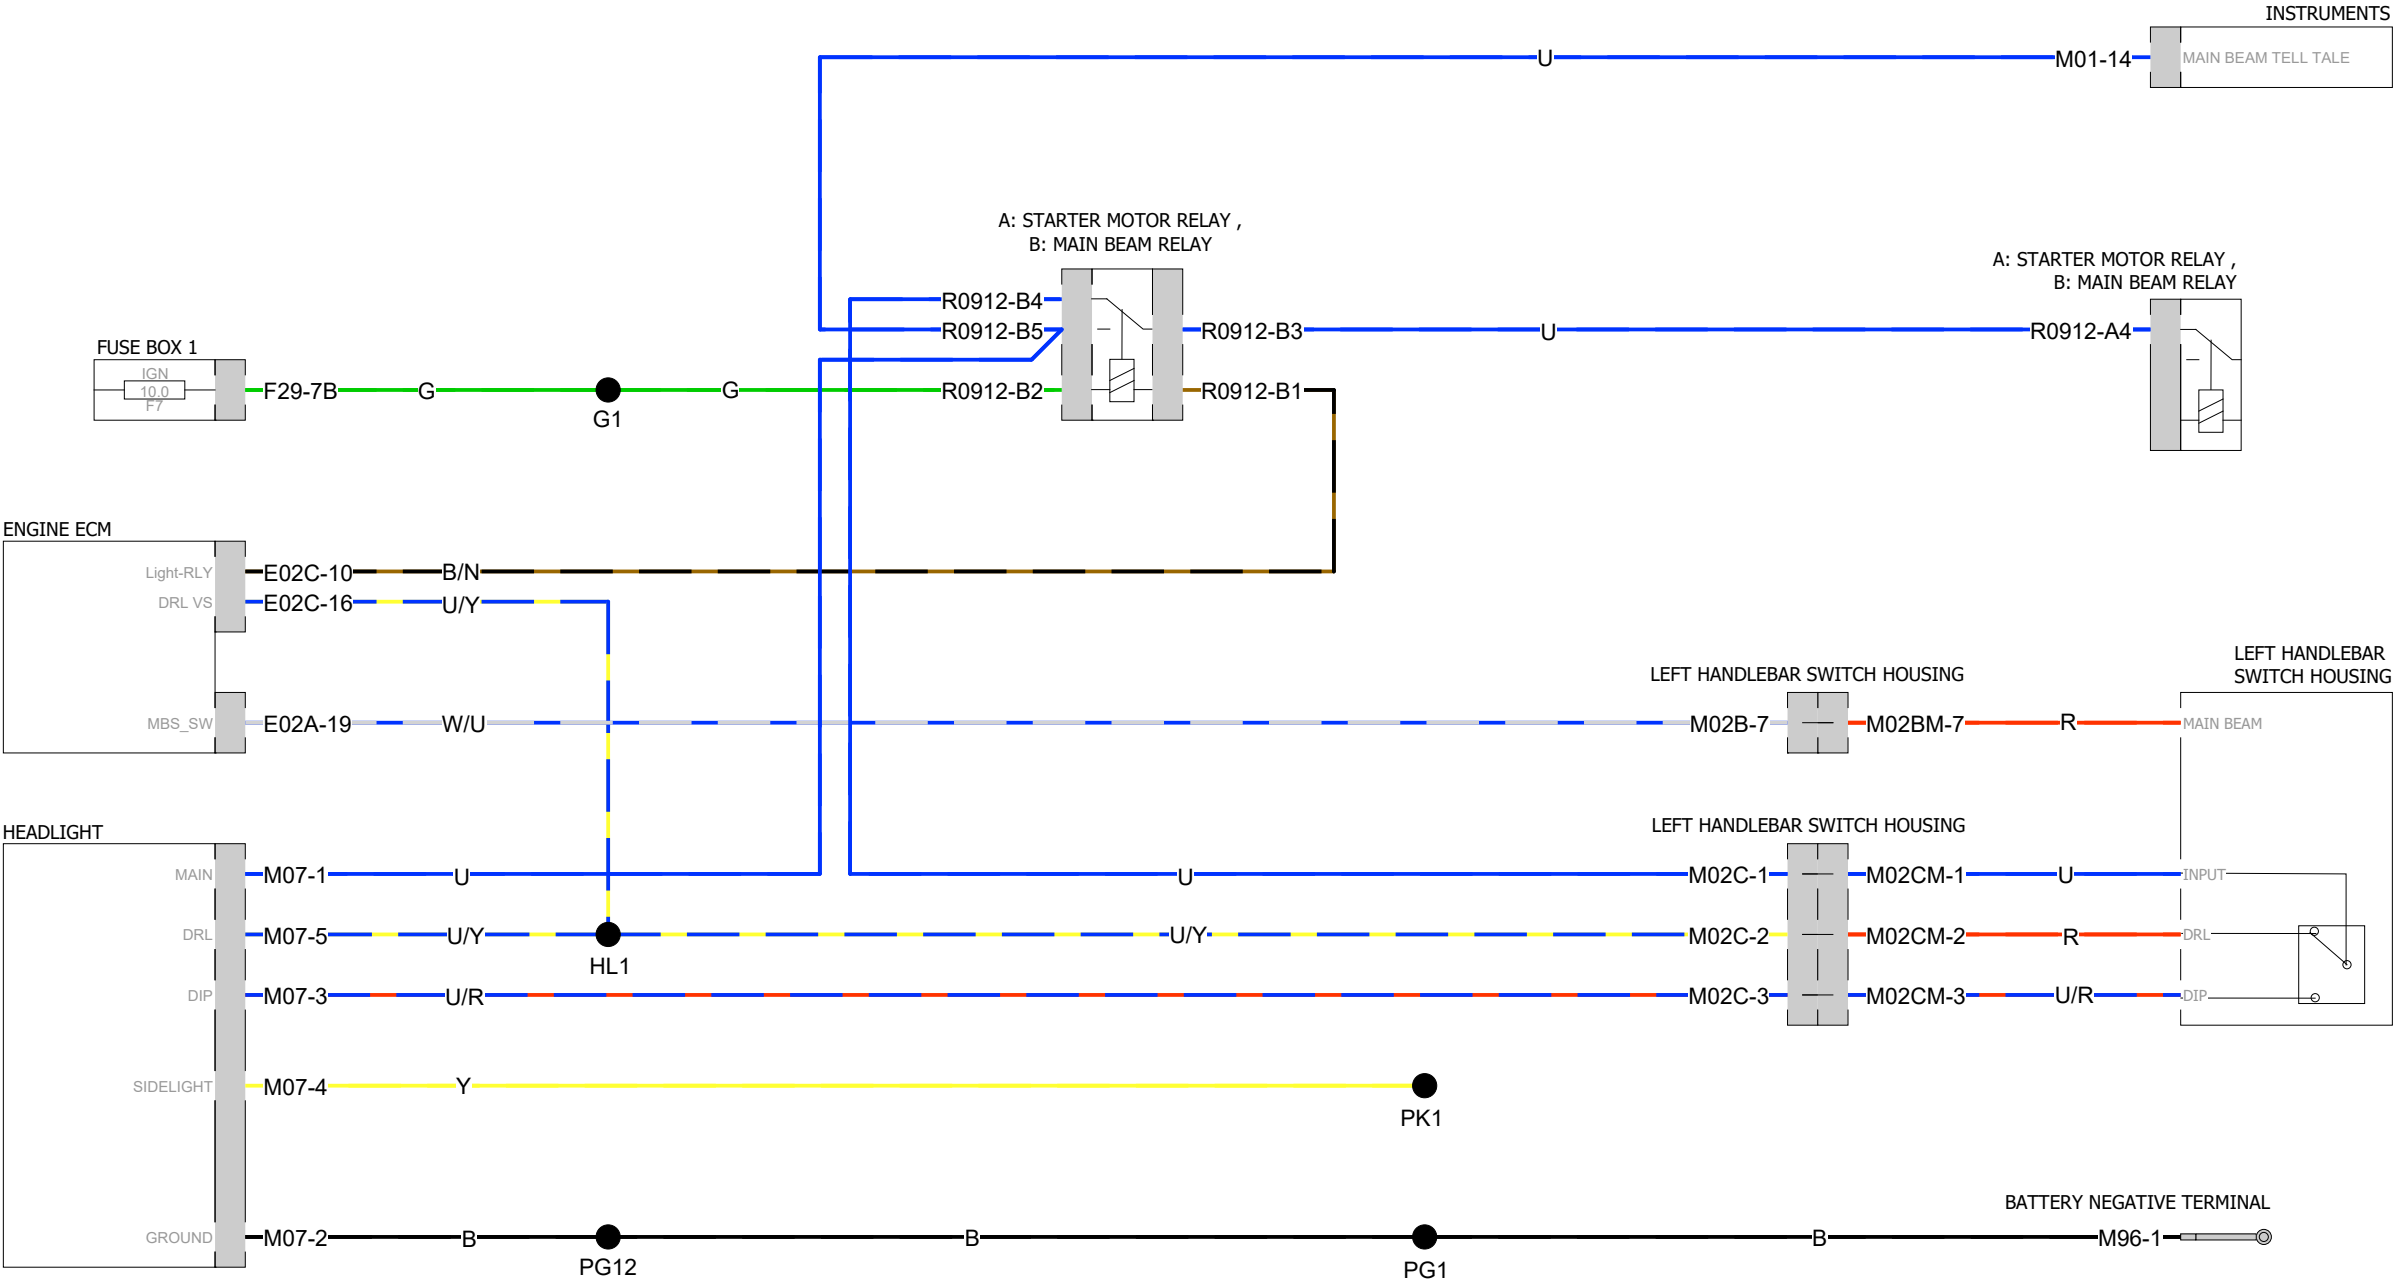 INSTRUMENTS
U
M01-14
MAIN BEAM TELL TALE
A: STARTER MOTOR RELAY ,
B: MAIN BEAM RELAY
A: STARTER MOTOR RELAY ,
B: MAIN BEAM RELAY
R0912-B4
R0912-B5
R0912-B3
U
R0912-A4
FUSE BOX 1
IGN
10.0
F7
F29-7B
G
G1
G
R0912-B2
R0912-B1
ENGINE ECM
Light-RLY
E02C-10
B/N
DRL VS
E02C-16
U/Y
LEFT HANDLEBAR SWITCH HOUSING
LEFT HANDLEBAR
SWITCH HOUSING
MBS_SW
E02A-19
W/U
M02B-7
M02BM-7
R
MAIN BEAM
HEADLIGHT
LEFT HANDLEBAR SWITCH HOUSING
MAIN
M07-1
U
U
M02C-1
M02CM-1
U
INPUT
DRL
M07-5
U/Y
HL1
U/Y
M02C-2
M02CM-2
R
DRL
DIP
M07-3
U/R
M02C-3
M02CM-3
U/R
DIP
SIDELIGHT
M07-4
Y
PK1
BATTERY NEGATIVE TERMINAL
GROUND
M07-2
B
PG12
B
PG1
B
M96-1